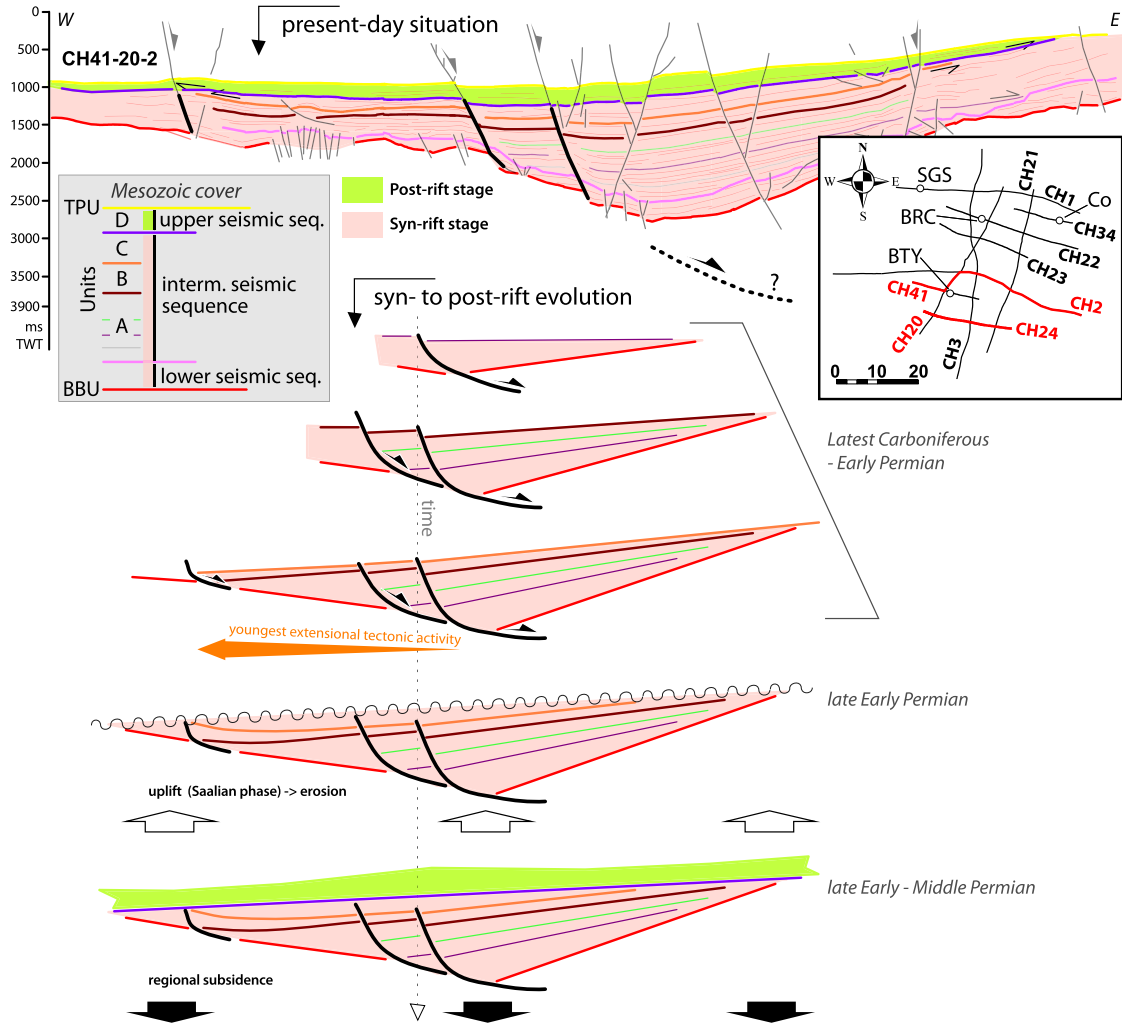 0
W
present-day situation
E
CH41-20-2
500
1000
1500
2000
2500
3000
3500
3900
ms
TWT
Mesozoic cover
TPU
D
upper seismic seq.
C
B
interm. seismic
sequence
A
Units
lower seismic seq.
BBU
Post-rift stage
Syn-rift stage
?
N
W
E
S
SGS
CH21
CH1
Co
BRC
CH34
CH22
BTY
CH23
CH41
CH2
CH20
CH24
CH3
0 10 20
syn- to post-rift evolution
Latest Carboniferous
- Early Permian
time
youngest extensional tectonic activity
late Early Permian
uplift (Saalian phase) -> erosion
late Early - Middle Permian
regional subsidence